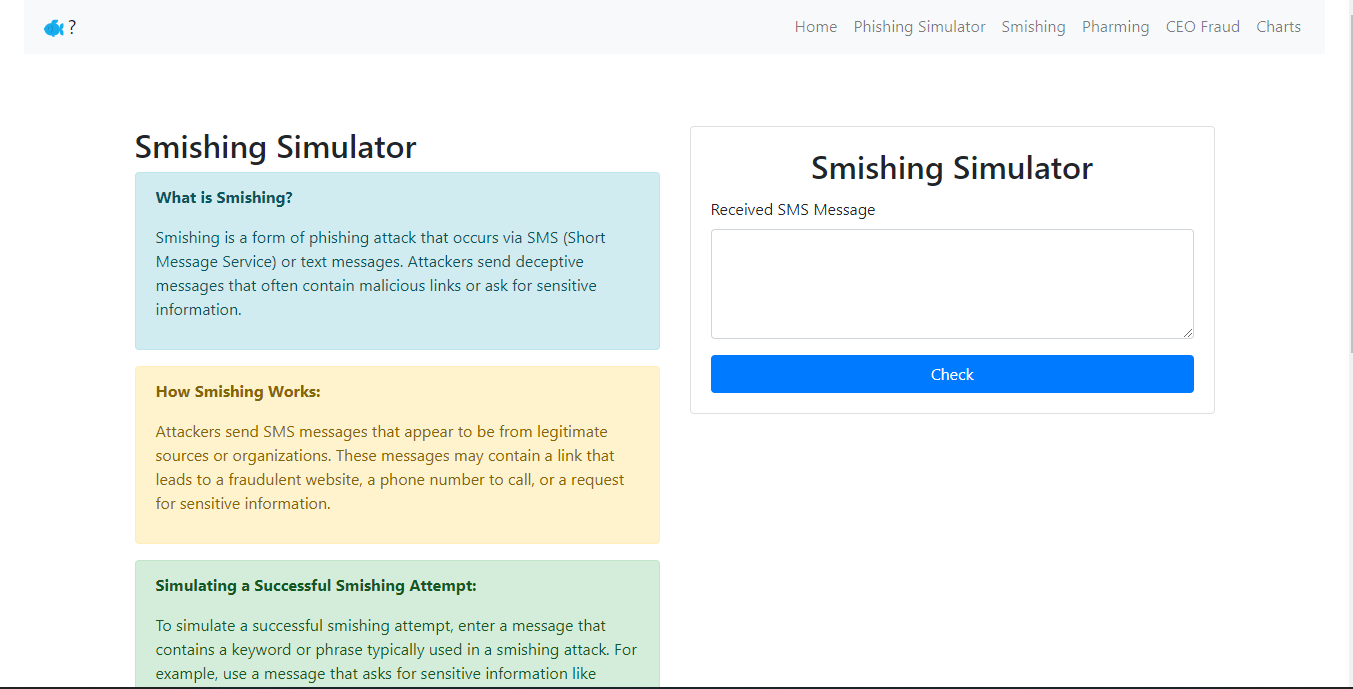 ?
Home Phishing Simulator Smishing Pharming CEO Fraud Charts
Smishing Simulator
What is Smishing?
Smishing is a form of phishing attack that occurs via SMS (Short
Message Service) or text messages. Attackers send deceptive
messages that often contain malicious links or ask for sensitive
information.
How Smishing Works:
Attackers send SMS messages that appear to be from legitimate
sources or organizations. These messages may contain a link that
leads to a fraudulent website, a phone number to call, or a request
for sensitive information.
Simulating a Successful Smishing Attempt:
To simulate a successful smishing attempt, enter a message that
contains a keyword or phrase typically used in a smishing attack. For
example, use a message that asks for sensitive information like
Smishing Simulator
Received SMS Message
Check